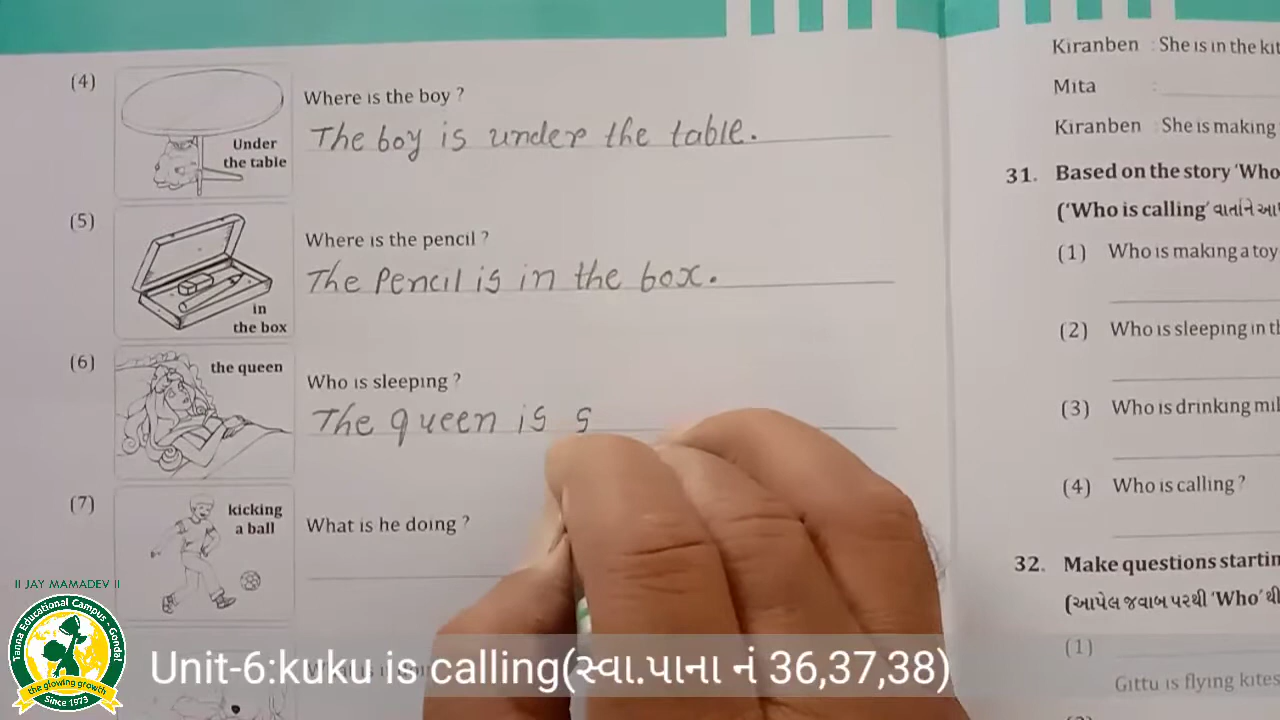 (4)
Under
the table
Where is the boy ?
The boy is under the table.
(5)
in
the box
Where is the pencil ?
The Pencil is in the box.
(6)
the queen
Who is sleeping ?
The queen is s
(7)
kicking
a ball
What is he doing ?
Kiranben : She is in the kit
Mita :
Kiranben : She is making
31. Based on the story 'Who
('Who is calling' વાર્તાને આ
(1) Who is making a toy
(2) Who is sleeping in th
(3) Who is drinking mil
(4) Who is calling ?
32. Make questions startin
(આપેલ જવાબ પરથી 'Who' થી
(1)
Gittu is flying kites
II JAY MAMADEV II
Tanna Educational Campus - Gondal
the glowing growth
Since 1973
Unit-6:kuku is calling(સ્વા.પાના નં 36,37,38)